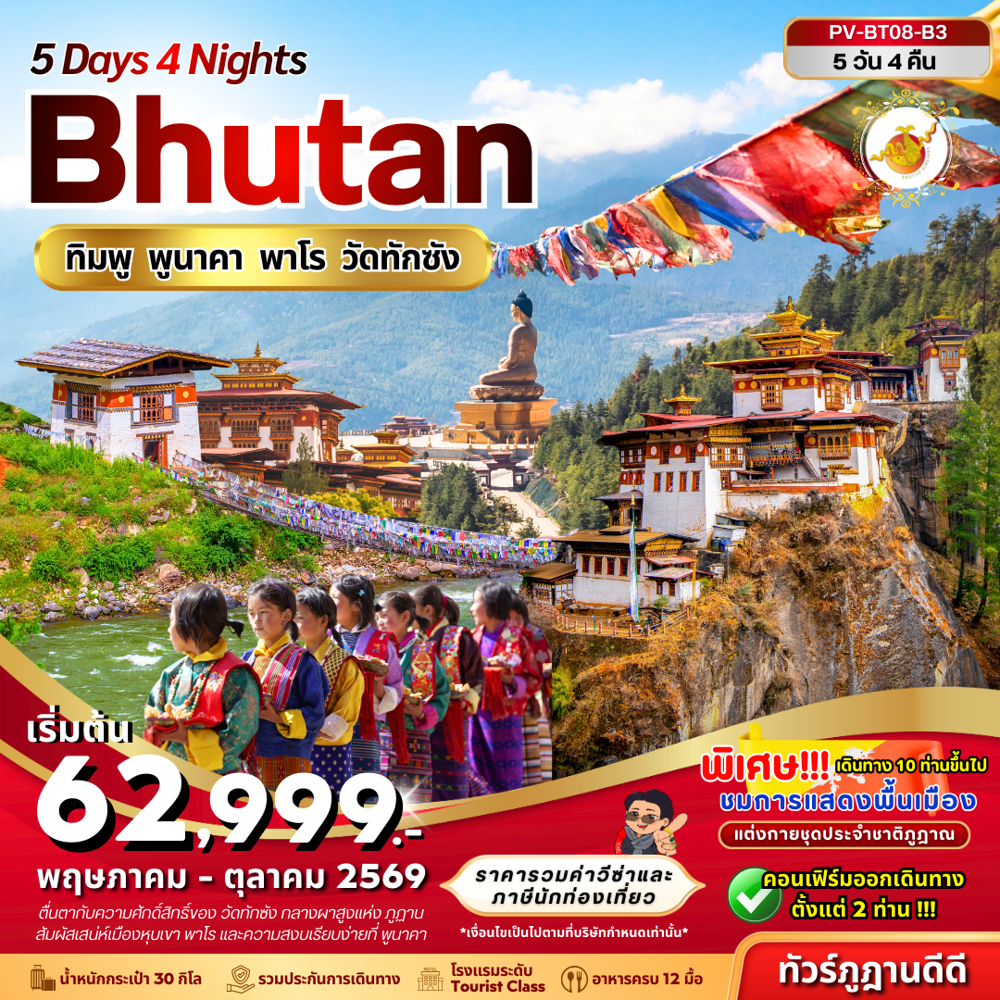 5 Days 4 Nights
PV-BT08-B3
5 วัน 4 คืน
Bhutan
ทิมพู พูนาคา พาโร วัดทักซัง
เริ่มต้น
62,999.-
พฤษภาคม - ตุลาคม 2569
ตื่นตากับความศักดิ์สิทธิ์ของ วัดทักซัง กลางผาสูงแห่ง ภูฏาน
สัมผัสเสน่ห์เมืองหุบเขา พาโร และความสงบเรียบง่ายที่ พูนาคา
พิเศษ!!! เดินทาง 10 ท่านขึ้นไป
ชมการแสดงพื้นเมือง
แต่งกายชุดประจำชาติภูฎาณ
ราคารวมค่าวีซ่าและ
ภาษีนักท่องเที่ยว
*เงื่อนไขเป็นไปตามที่บริษัทกำหนดเท่านั้น*
คอนเฟิร์มออกเดินทาง
ตั้งแต่ 2 ท่าน !!!
น้ำหนักกระเป๋า 30 กิโล
รวมประกันการเดินทาง
โรงแรมระดับ
Tourist Class
อาหารครบ 12 มื้อ
ทัวร์ภูฎานดีดี